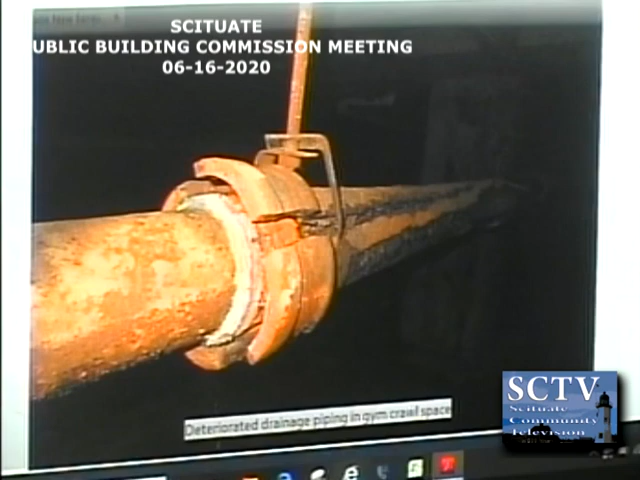 SCITUATE
UBLIC BUILDING COMMISSION MEETING
06-16-2020
Deteriorated drainage piping in gym crawl space
SCTV
Scituate
Community
Television